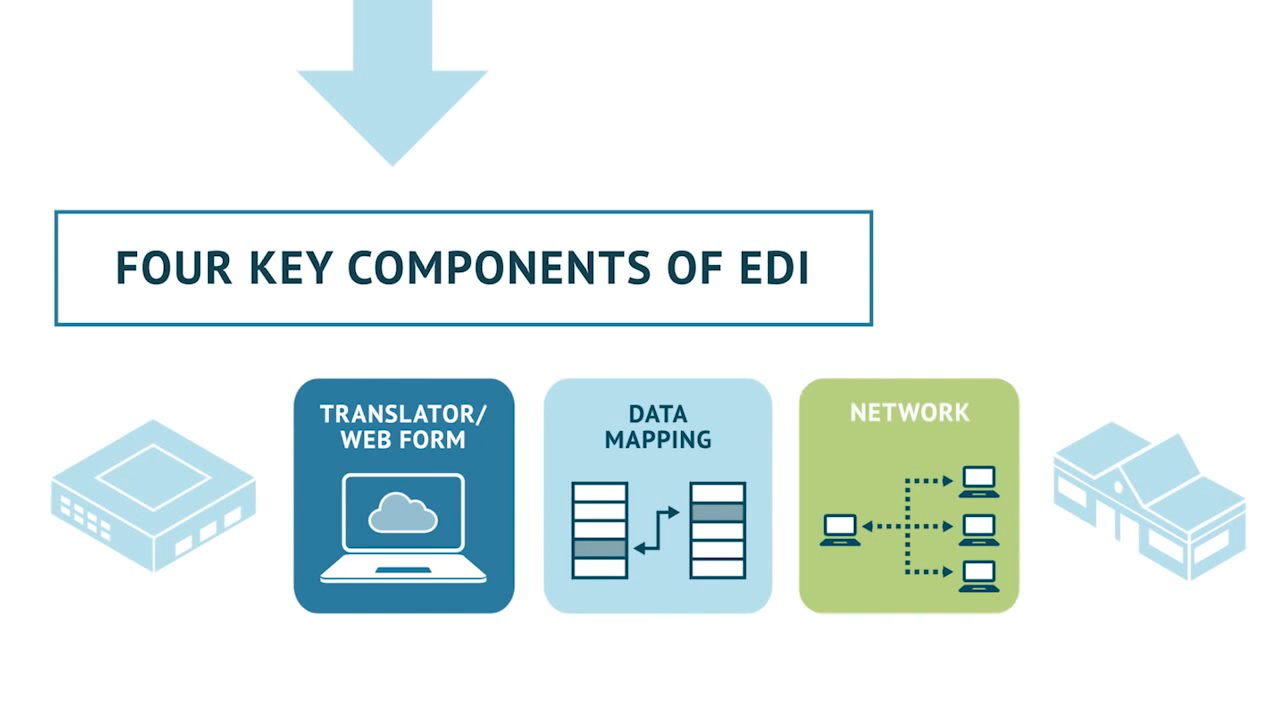 FOUR KEY COMPONENTS OF EDI
TRANSLATOR/
WEB FORM
DATA
MAPPING
NETWORK